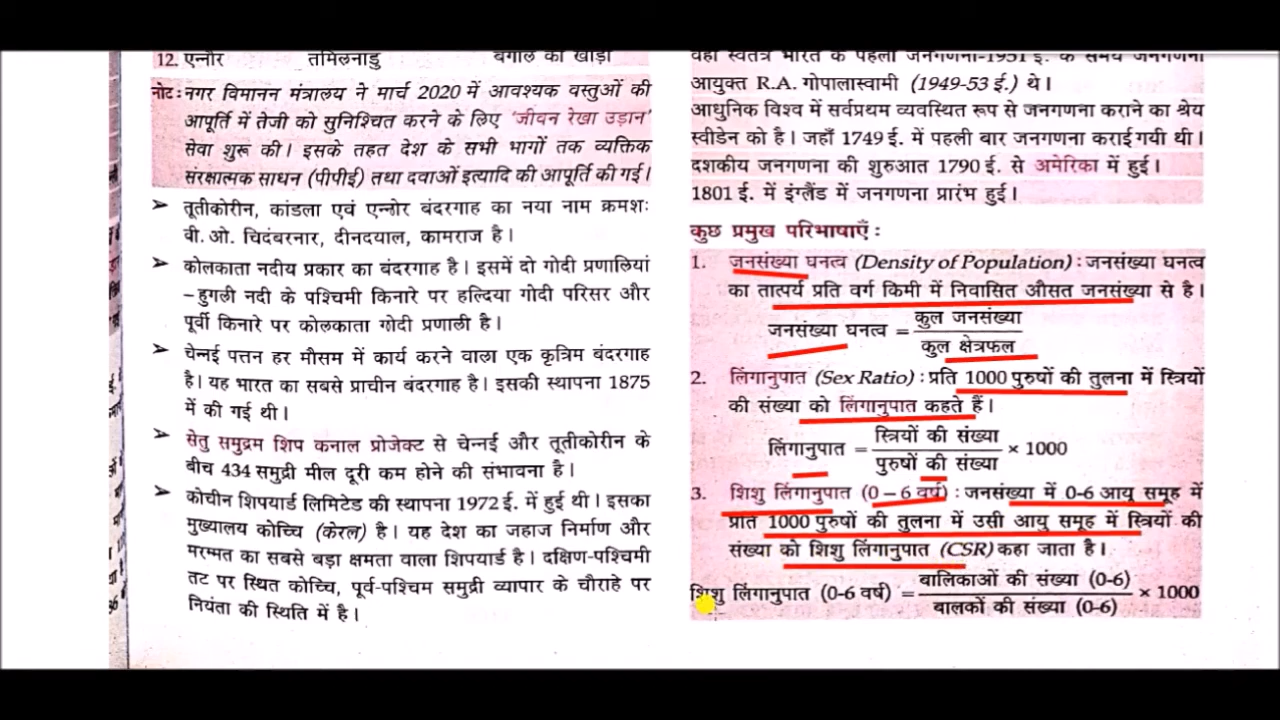 12. एन्नौर तमिलनाडु बंगाल की खाड़ी
नोट: नगर विमानन मंत्रालय ने मार्च 2020 में आवश्यक वस्तुओं की
आपूर्ति में तेजी को सुनिश्चित करने के लिए 'जीवन रेखा उड़ान'
सेवा शुरू की। इसके तहत देश के सभी भागों तक व्यक्तिक
संरक्षात्मक साधन (पीपीई) तथा दवाओं इत्यादि की आपूर्ति की गई।
➢ तूतीकोरीन, कांडला एवं एन्नोर बंदरगाह का नया नाम क्रमशः
वी. ओ. चिदंबरनार, दीनदयाल, कामराज है।
➢ कोलकाता नदीय प्रकार का बंदरगाह है। इसमें दो गोदी प्रणालियां
–हुगली नदी के पश्चिमी किनारे पर हल्दिया गोदी परिसर और
पूर्वी किनारे पर कोलकाता गोदी प्रणाली है।
➢ चेन्नई पत्तन हर मौसम में कार्य करने वाला एक कृत्रिम बंदरगाह
है। यह भारत का सबसे प्राचीन बंदरगाह है। इसकी स्थापना 1875
में की गई थी।
➢ सेतु समुद्रम शिप कनाल प्रोजेक्ट से चेन्नई और तूतीकोरीन के
बीच 434 समुद्री मील दूरी कम होने की संभावना है।
➢ कोचीन शिपयार्ड लिमिटेड की स्थापना 1972 ई. में हुई थी। इसका
मुख्यालय कोच्चि (केरल) है। यह देश का जहाज निर्माण और
मरम्मत का सबसे बड़ा क्षमता वाला शिपयार्ड है। दक्षिण-पश्चिमी
तट पर स्थित कोच्चि, पूर्व-पश्चिम समुद्री व्यापार के चौराहे पर
नियंता की स्थिति में है।
वहीं स्वतंत्र भारत के पहली जनगणना-1951 ई. के समय जनगणना
आयुक्त R.A. गोपालास्वामी (1949-53 ई.) थे।
आधुनिक विश्व में सर्वप्रथम व्यवस्थित रूप से जनगणना कराने का श्रेय
स्वीडेन को है। जहाँ 1749 ई. में पहली बार जनगणना कराई गयी थी।
दशकीय जनगणना की शुरुआत 1790 ई. से अमेरिका में हुई।
1801 ई. में इंग्लैंड में जनगणना प्रारंभ हुई।
कुछ प्रमुख परिभाषाएँ :
1. जनसंख्या घनत्व (Density of Population) : जनसंख्या घनत्व
का तात्पर्य प्रति वर्ग किमी में निवासित औसत जनसंख्या से है।
जनसंख्या घनत्व = कुल जनसंख्या
कुल क्षेत्रफल
2. लिंगानुपात (Sex Ratio) : प्रति 1000 पुरुषों की तुलना में स्त्रियों
की संख्या को लिंगानुपात कहते हैं।
लिंगानुपात = स्त्रियों की संख्या × 1000
पुरुषों की संख्या
3. शिशु लिंगानुपात (0–6 वर्ष) : जनसंख्या में 0-6 आयु समूह में
प्रति 1000 पुरुषों की तुलना में उसी आयु समूह में स्त्रियों की
संख्या को शिशु लिंगानुपात (CSR) कहा जाता है।
शिशु लिंगानुपात (0-6 वर्ष) = बालिकाओं की संख्या (0-6) × 1000
बालकों की संख्या (0-6)